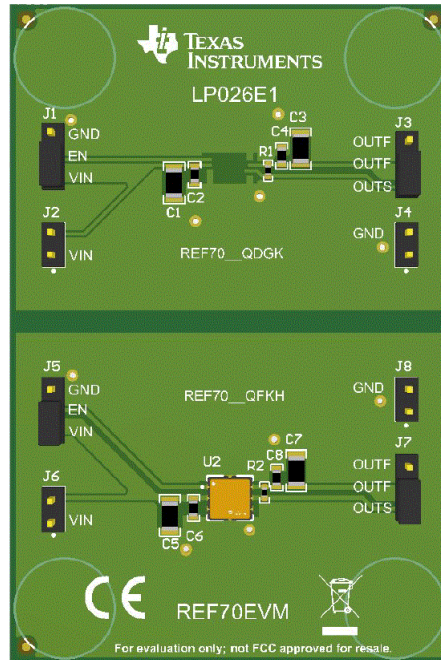 TEXAS
INSTRUMENTS
LP026E1
J1
GND
EN
VIN
C3
C4
R1
J3
OUTF
OUTF
OUTS
C2
C1
J2
VIN
J4
GND
REF70__QDGK
J5
GND
EN
VIN
REF70__QFKH
J8
GND
U2
R2
C7
C8
J7
OUTF
OUTF
OUTS
J6
VIN
C5
C6
CE
REF70EVM
For evaluation only; not FCC approved for resale.